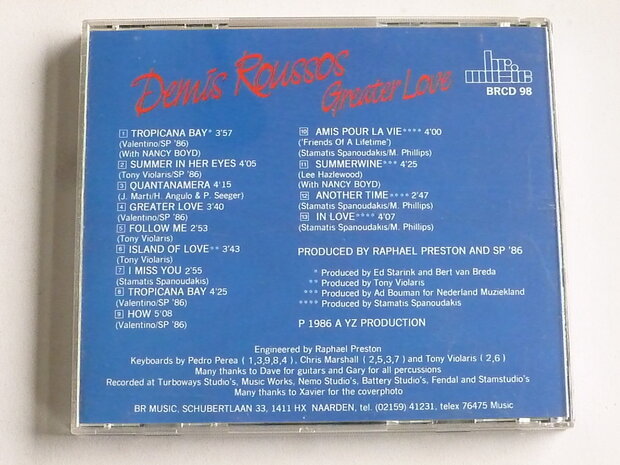 Demis Roussos
Greater Love
br music
BRCD 98
1 TROPICANA BAY* 3'57
(Valentino/SP '86)
(With NANCY BOYD)
2 SUMMER IN HER EYES 4'05
(Tony Violaris/SP '86)
3 QUANTANAMERA 4'15
(J. Marti/H. Angulo & P. Seeger)
4 GREATER LOVE 3'40
(Valentino/SP '86)
5 FOLLOW ME 2'53
(Tony Violaris)
6 ISLAND OF LOVE** 3'43
(Tony Violaris)
7 I MISS YOU 2'55
(Stamatis Spanoudakis)
8 TROPICANA BAY 4'25
(Valentino/SP '86)
9 HOW 5'08
(Valentino/SP '86)
10 AMIS POUR LA VIE**** 4'00
('Friends Of A Lifetime')
(Stamatis Spanoudakis/M. Phillips)
11 SUMMERWINE*** 4'25
(Lee Hazlewood)
(With NANCY BOYD)
12 ANOTHER TIME**** 2'47
(Stamatis Spanoudakis/M. Phillips)
13 IN LOVE**** 4'07
(Stamatis Spanoudakis/M. Phillips)
PRODUCED BY RAPHAEL PRESTON AND SP '86
* Produced by Ed Starink and Bert van Breda
** Produced by Tony Violaris
*** Produced by Ad Bouman for Nederland Muziekland
**** Produced by Stamatis Spanoudakis
P 1986 A YZ PRODUCTION
Engineered by Raphael Preston
Keyboards by Pedro Perea ( 1,3,9,8,4 ), Chris Marshall ( 2,5,3,7 ) and Tony Violaris ( 2,6 )
Many thanks to Dave for guitars and Gary for all percussions
Recorded at Turboways Studio's, Music Works, Nemo Studio's, Battery Studio's, Fendal and Stamstudio's
Many thanks to Xavier for the coverphoto
BR MUSIC, SCHUBERTLAAN 33, 1411 HX NAARDEN, tel. (02159) 41231, telex 76475 Music